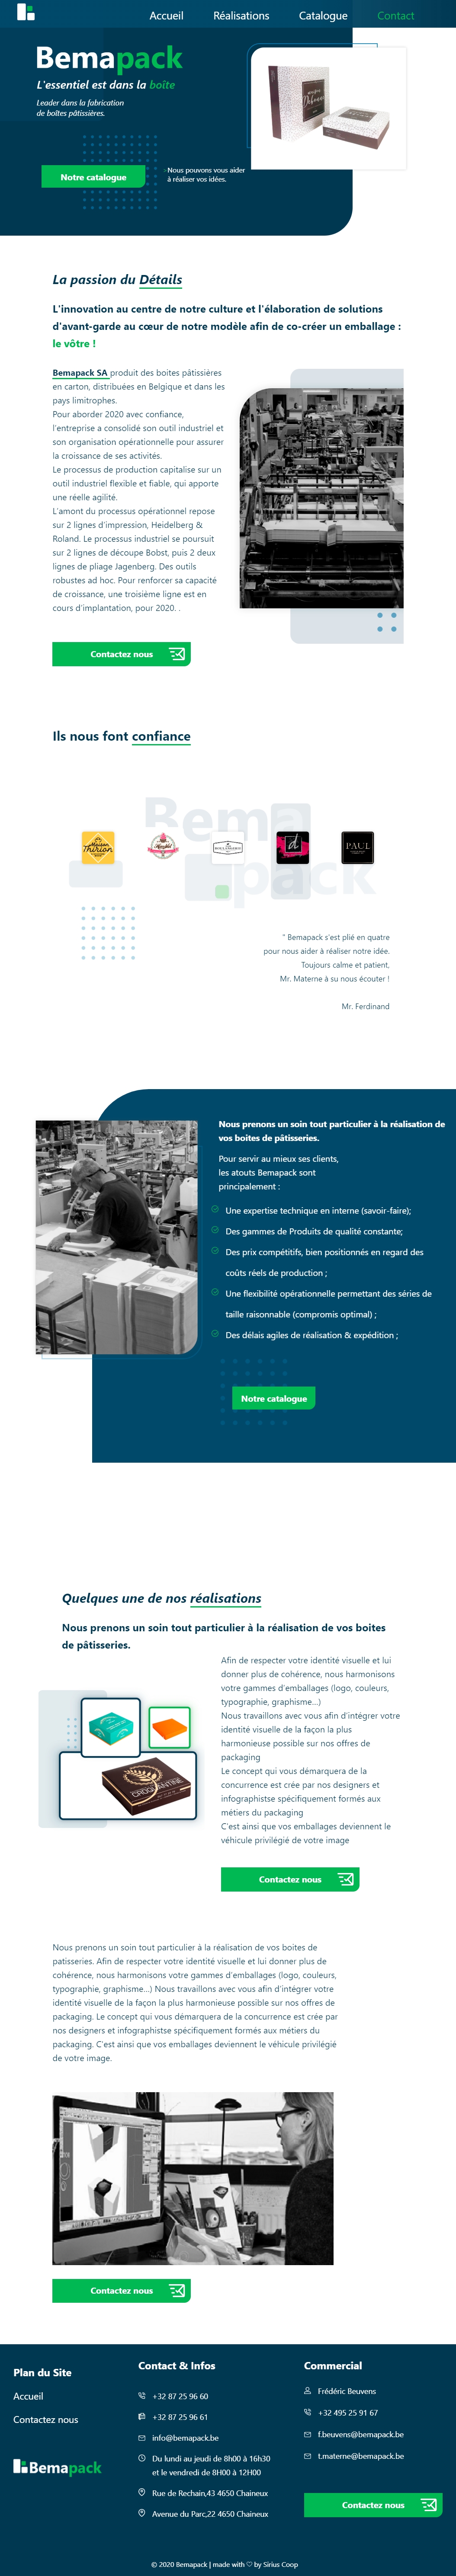 Accueil Réalisations Catalogue Contact
Bemapack
L'essentiel est dans la boite
Leader dans la fabrication
de boîtes pâtissières.
Notre catalogue
Nous pouvons vous aider
à réaliser vos idées.
La passion du Détails
L'innovation au centre de notre culture et l'élaboration de solutions
d'avant-garde au cœur de notre modèle afin de co-créer un emballage :
le vôtre !
Bemapack SA produit des boites pâtissières
en carton, distribuées en Belgique et dans les
pays limitrophes.
Pour aborder 2020 avec confiance,
l'entreprise a consolidé son outil industriel et
son organisation opérationnelle pour assurer
la croissance de ses activités.
Le processus de production capitalise sur un
outil industriel flexible et fiable, qui apporte
une réelle agilité.
L'amont du processus opérationnel repose
sur 2 lignes d'impression, Heidelberg &
Roland. Le processus industriel se poursuit
sur 2 lignes de découpe Bobst, puis 2 deux
lignes de pliage Jagenberg. Des outils
robustes ad hoc. Pour renforcer sa capacité
de croissance, une troisième ligne est en
cours d'implantation, pour 2020. .
Contactez nous
Ils nous font confiance
Bema
pack
Maison
Thirion
d
PAUL
" Bemapack s'est plié en quatre
pour nous aider à réaliser notre idée.
Toujours calme et patient,
Mr. Materne à su nous écouter !
Mr. Ferdinand
Nous prenons un soin tout particulier à la réalisation de
vos boites de pâtisseries.
Pour servir au mieux ses clients,
les atouts Bemapack sont
principalement :
Une expertise technique en interne (savoir-faire);
Des gammes de Produits de qualité constante;
Des prix compétitifs, bien positionnés en regard des
coûts réels de production ;
Une flexibilité opérationnelle permettant des séries de
taille raisonnable (compromis optimal) ;
Des délais agiles de réalisation & expédition ;
Notre catalogue
Quelques une de nos réalisations
Nous prenons un soin tout particulier à la réalisation de vos boites
de pâtisseries.
Afin de respecter votre identité visuelle et lui
donner plus de cohérence, nous harmonisons
votre gammes d'emballages (logo, couleurs,
typographie, graphisme...)
Nous travaillons avec vous afin d'intégrer votre
identité visuelle de la façon la plus
harmonieuse possible sur nos offres de
packaging
Le concept qui vous démarquera de la
concurrence est crée par nos designers et
infographistse spécifiquement formés aux
métiers du packaging
C'est ainsi que vos emballages deviennent le
véhicule privilégié de votre image
Contactez nous
Nous prenons un soin tout particulier à la réalisation de vos boites de
patisseries. Afin de respecter votre identité visuelle et lui donner plus de
cohérence, nous harmonisons votre gammes d'emballages (logo, couleurs,
typographie, graphisme...) Nous travaillons avec vous afin d'intégrer votre
identité visuelle de la façon la plus harmonieuse possible sur nos offres de
packaging. Le concept qui vous démarquera de la concurrence est crée par
nos designers et infographistse spécifiquement formés aux métiers du
packaging. C'est ainsi que vos emballages deviennent le véhicule privilégié
de votre image.
Contactez nous
Plan du Site
Accueil
Contactez nous
Bemapack
Contact & Infos
+32 87 25 96 60
+32 87 25 96 61
info@bemapack.be
Du lundi au jeudi de 8h00 à 16h30
et le vendredi de 8H00 à 12H00
Rue de Rechain,43 4650 Chaineux
Avenue du Parc,22 4650 Chaineux
Commercial
Frédéric Beuvens
+32 495 25 91 67
f.beuvens@bemapack.be
t.materne@bemapack.be
Contactez nous
© 2020 Bemapack | made with ♡ by Sirius Coop